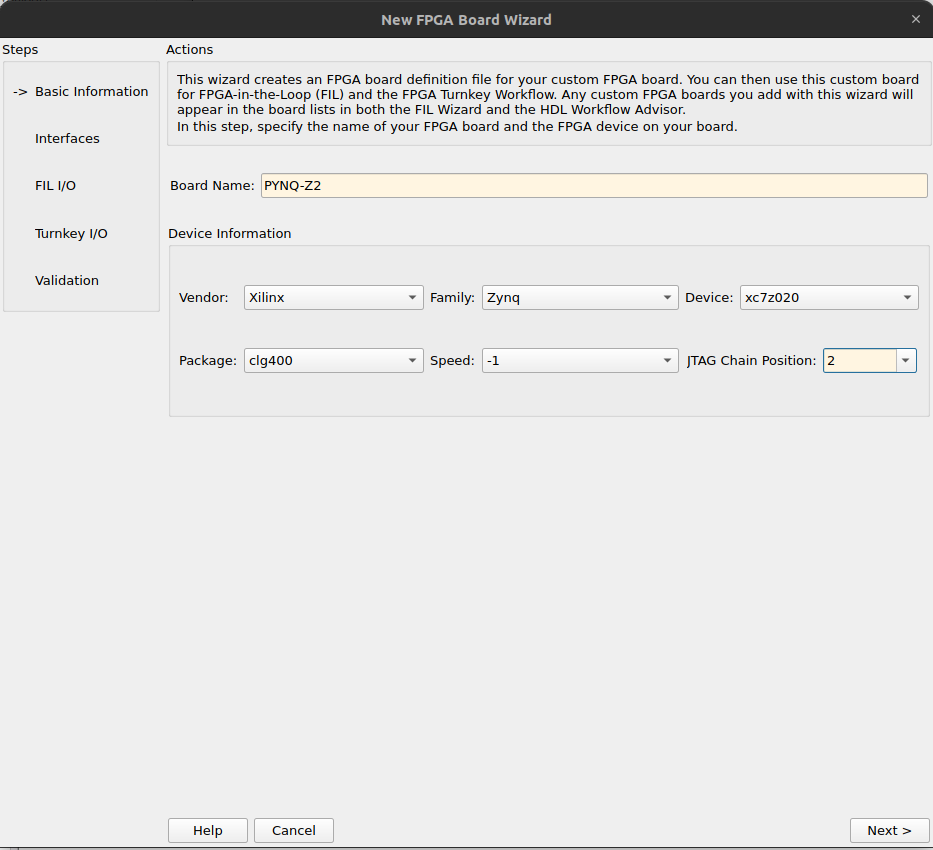 New FPGA Board Wizard
Steps
Actions
-> Basic Information
Interfaces
FIL I/O
Turnkey I/O
Validation
This wizard creates an FPGA board definition file for your custom FPGA board. You can then use this custom board
for FPGA-in-the-Loop (FIL) and the FPGA Turnkey Workflow. Any custom FPGA boards you add with this wizard will
appear in the board lists in both the FIL Wizard and the HDL Workflow Advisor.
In this step, specify the name of your FPGA board and the FPGA device on your board.
Board Name: PYNQ-Z2
Device Information
Vendor: Xilinx Family: Zynq Device: xc7z020
Package: clg400 Speed: -1 JTAG Chain Position: 2
Help Cancel Next >